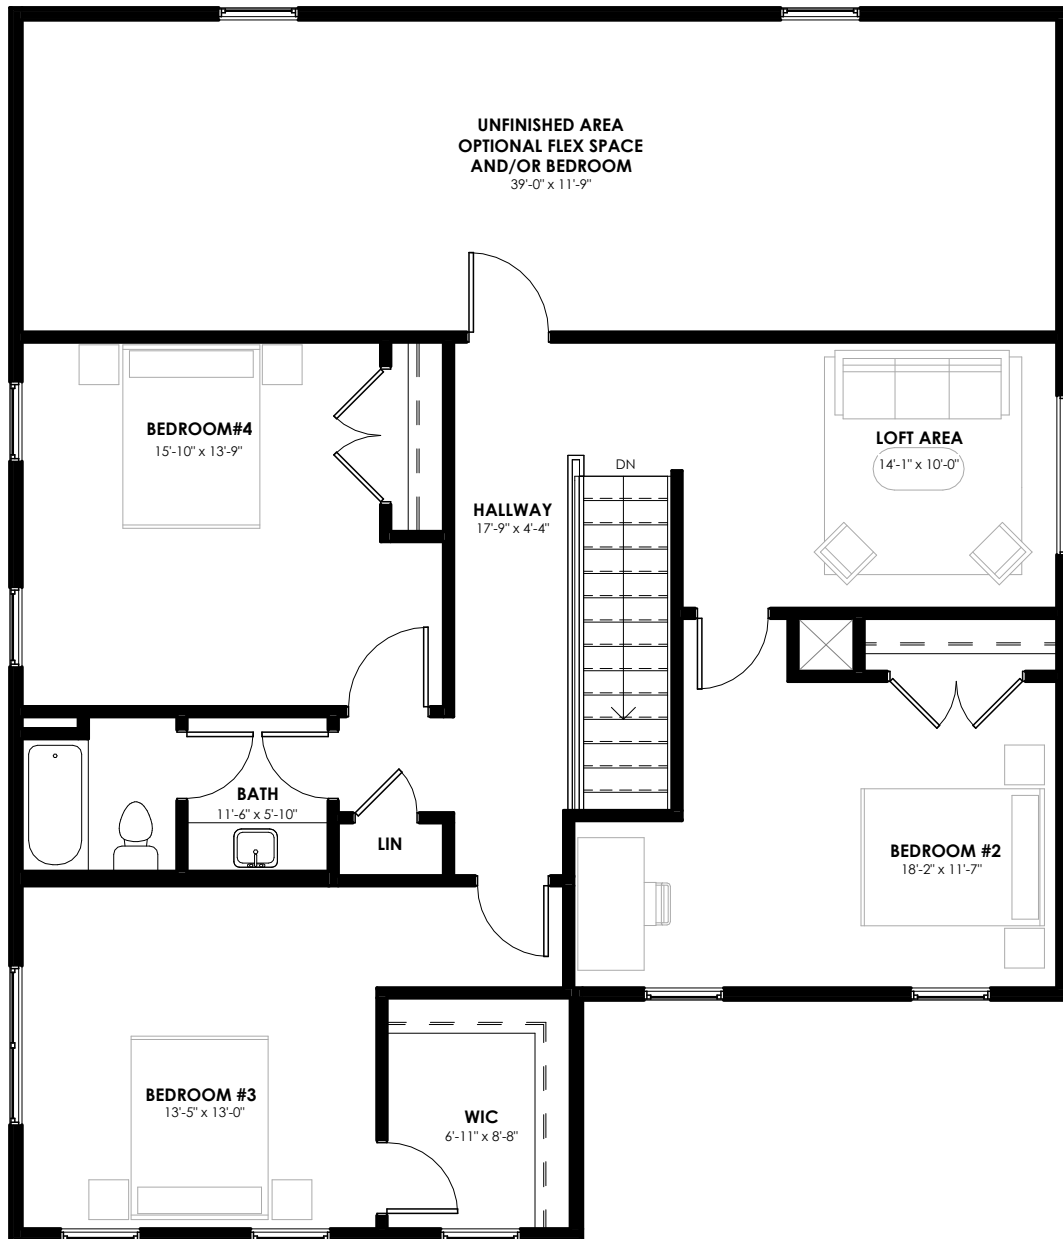 UNFINISHED AREA
OPTIONAL FLEX SPACE
AND/OR BEDROOM
39'-0" x 11'-9"
BEDROOM#4
15'-10" x 13'-9"
LOFT AREA
14'-1" x 10'-0"
DN
HALLWAY
17'-9" x 4'-4"
BATH
11'-6" x 5'-10"
LIN
BEDROOM #2
18'-2" x 11'-7"
BEDROOM #3
13'-5" x 13'-0"
WIC
6'-11" x 8'-8"